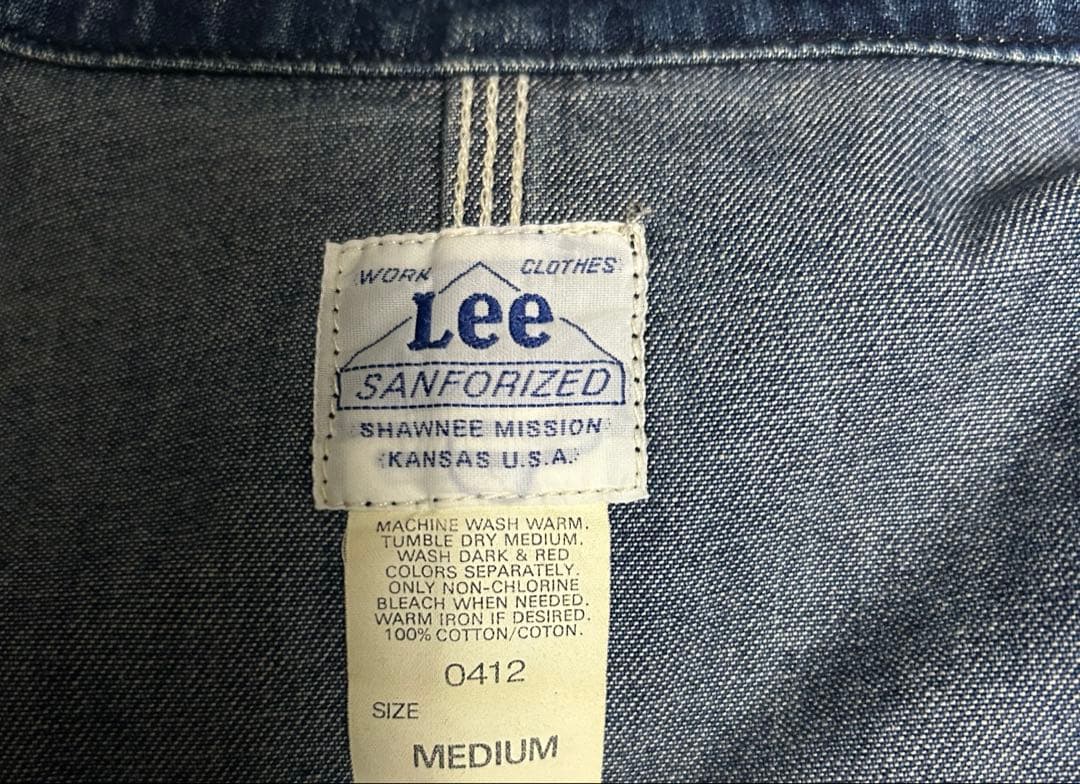 WORK CLOTHES
Lee
SANFORIZED
SHAWNEE MISSION
KANSAS U.S.A.
MACHINE WASH WARM.
TUMBLE DRY MEDIUM.
WASH DARK & RED
COLORS SEPARATELY.
ONLY NON-CHLORINE
BLEACH WHEN NEEDED.
WARM IRON IF DESIRED.
100% COTTON/COTON.
0412
SIZE
MEDIUM